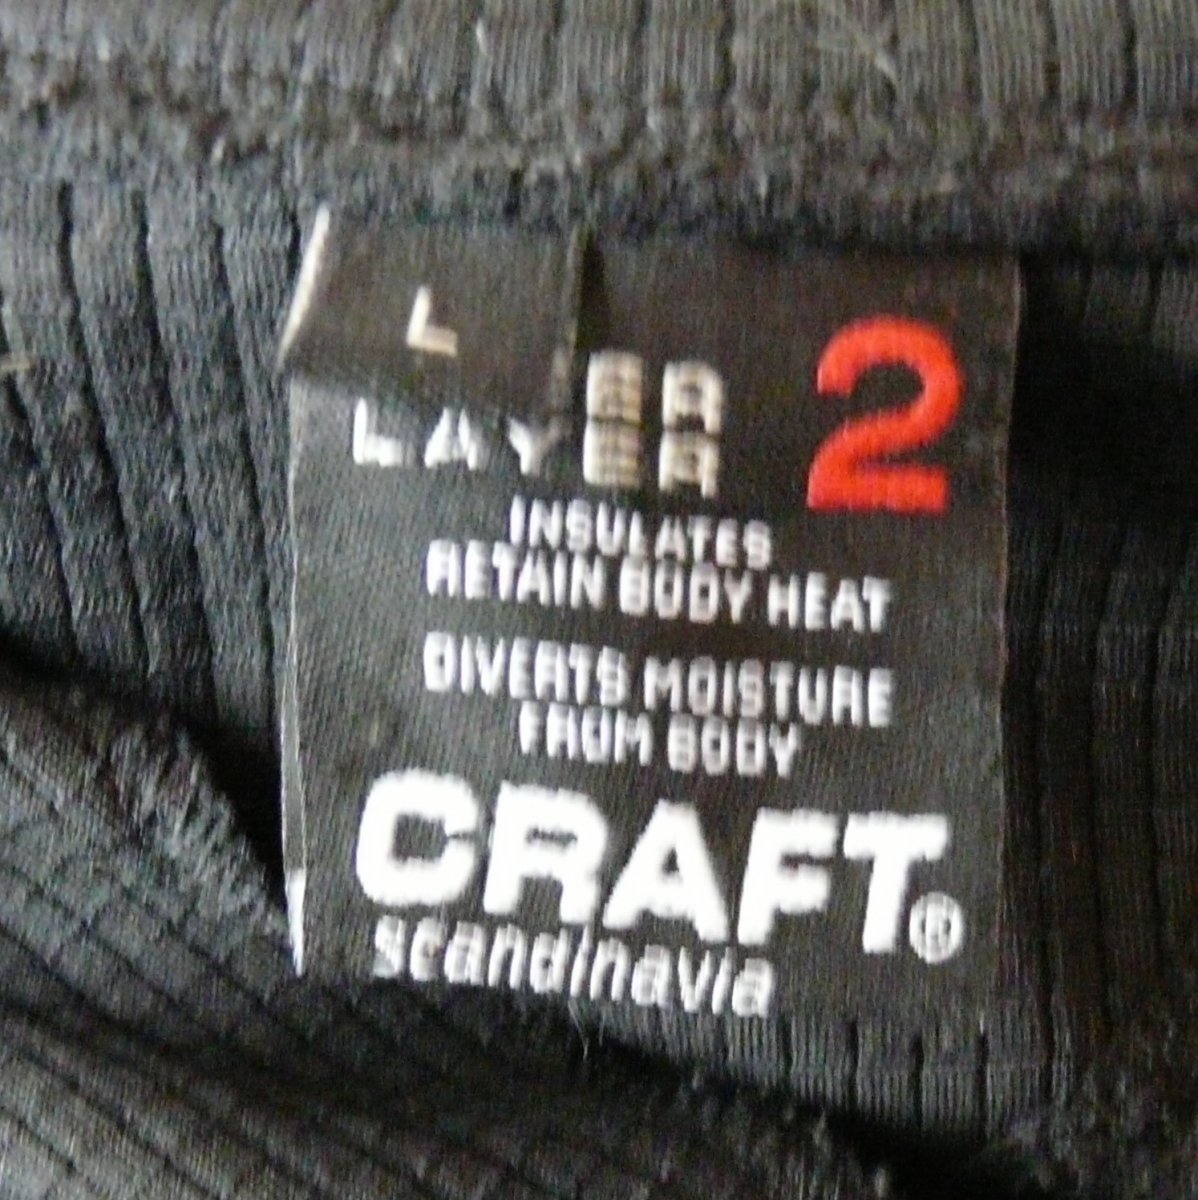 L
LAYER 2
INSULATES
RETAIN BODY HEAT
DIVERTS MOISTURE
FROM BODY
CRAFT®
scandinavia